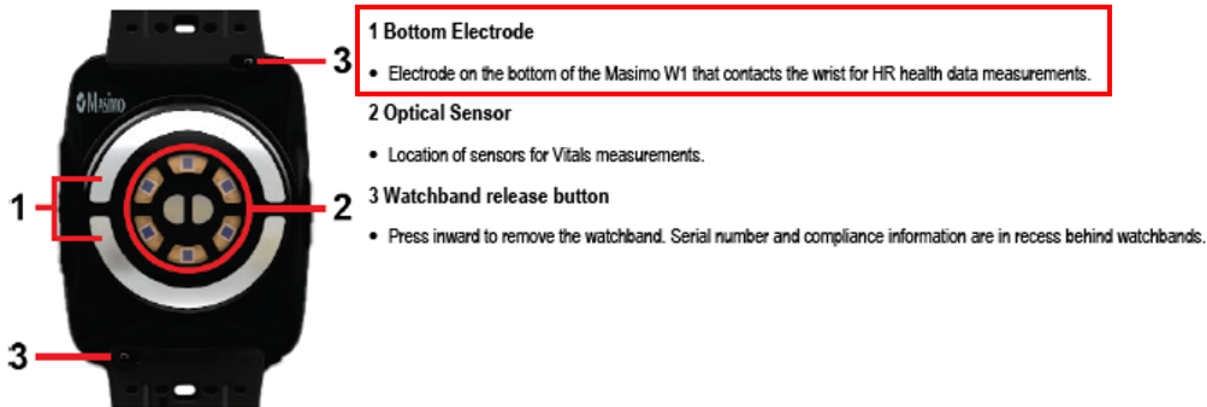 Masimo
1
2
3
3
1 Bottom Electrode
• Electrode on the bottom of the Masimo W1 that contacts the wrist for HR health data measurements.
2 Optical Sensor
• Location of sensors for Vitals measurements.
3 Watchband release button
• Press inward to remove the watchband. Serial number and compliance information are in recess behind watchbands.